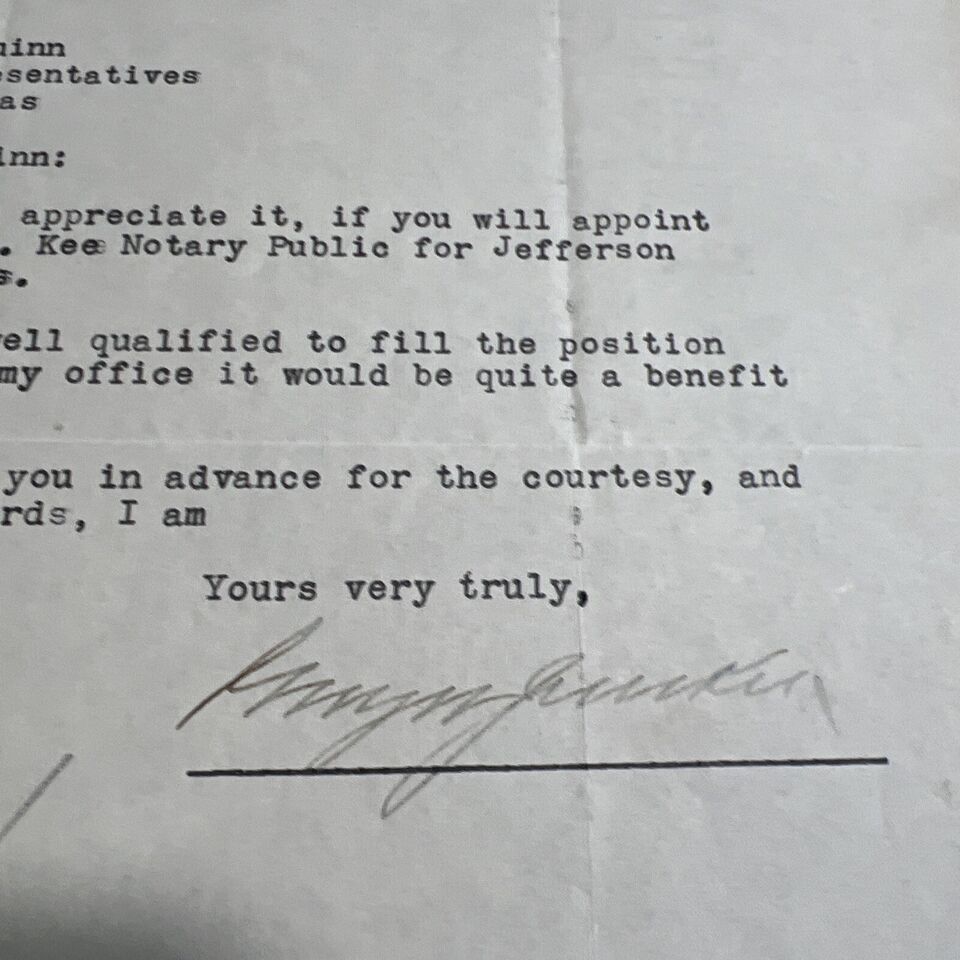 uinn
esentatives
as
inn:
appreciate it, if you will appoint
. Kee Notary Public for Jefferson
s.
ell qualified to fill the position
my office it would be quite a benefit
you in advance for the courtesy, and
rds, I am
Yours very truly,